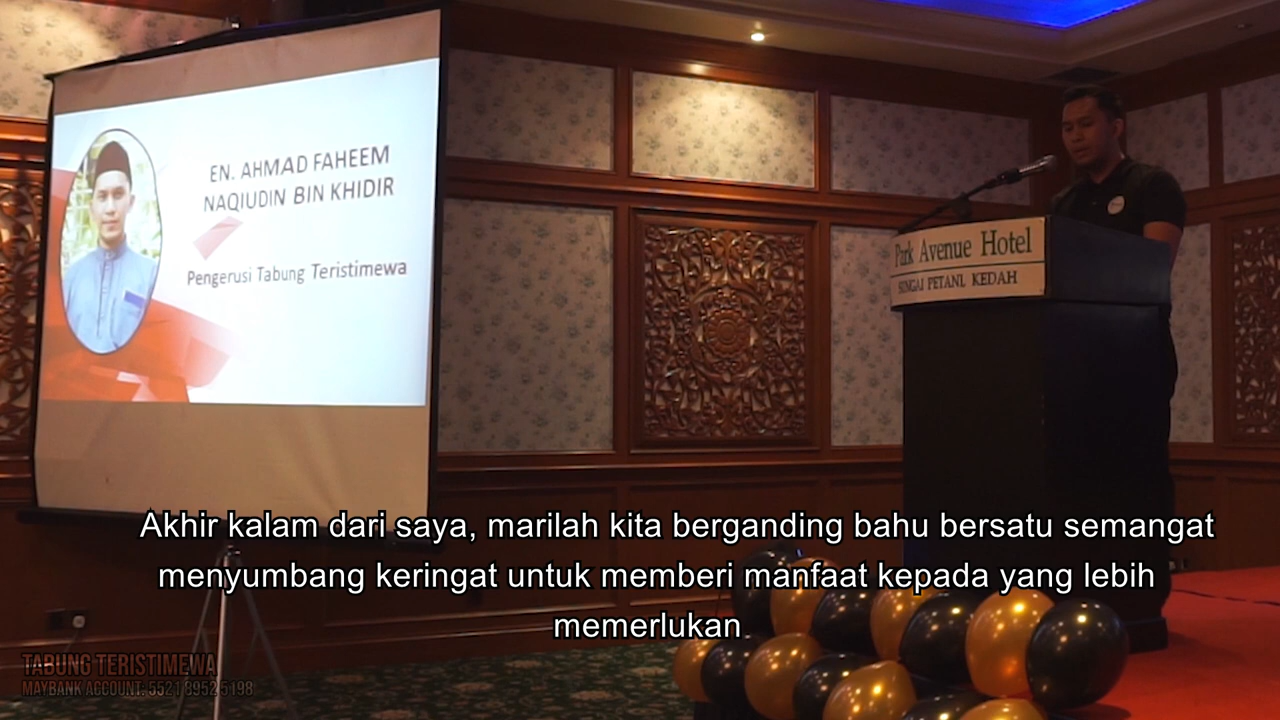 EN. AHMAD FAHEEM
NAQIUDIN BIN KHIDIR
Pengerusi Tabung Teristimewa
Park Avenue Hotel
SUNGAI PETANI, KEDAH
Akhir kalam dari saya, marilah kita berganding bahu bersatu semangat
menyumbang keringat untuk memberi manfaat kepada yang lebih
memerlukan
TABUNG TERISTIMEWA
MAYBANK ACCOUNT: 5521 8952 5198